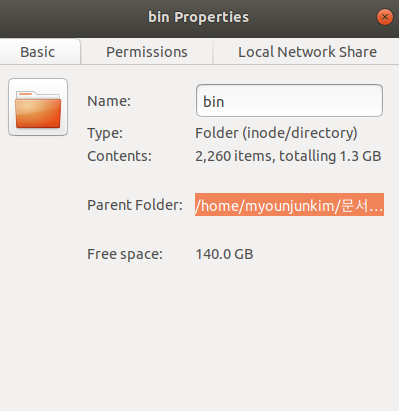 bin Properties
Basic Permissions Local Network Share
Name: bin
Type: Folder (inode/directory)
Contents: 2,260 items, totalling 1.3 GB
Parent Folder: /home/myounjunkim/문서...
Free space: 140.0 GB